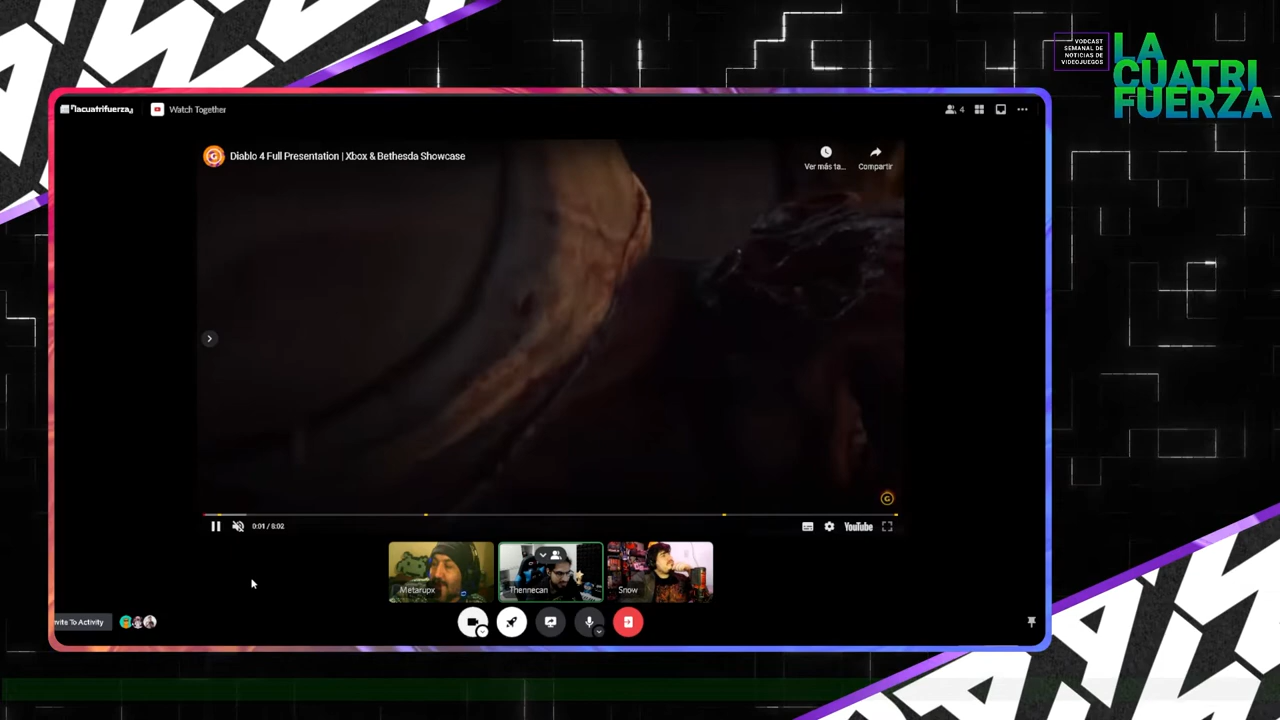 VODCAST
SEMANAL DE
NOTICIAS DE
VIDEOJUEGOS
LA
CUATRI
FUERZA
lacuatrifuerza
Watch Together
4
Diablo 4 Full Presentation | Xbox & Bethesda Showcase
Ver más ta...
Compartir
0:01 / 8:02
YouTube
Metarupx
Thennecan
Snow
vite To Activity